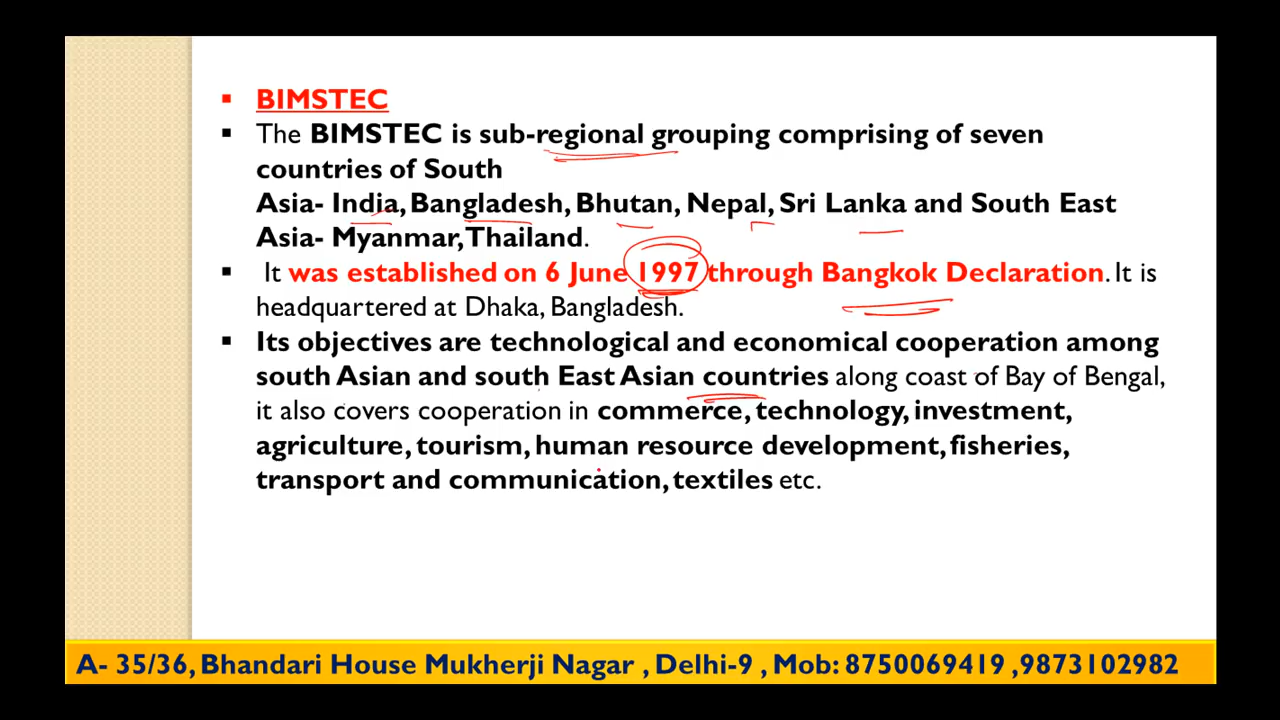 BIMSTEC
The BIMSTEC is sub-regional grouping comprising of seven
countries of South
Asia- India, Bangladesh, Bhutan, Nepal, Sri Lanka and South East
Asia- Myanmar, Thailand.
It was established on 6 June 1997 through Bangkok Declaration. It is
headquartered at Dhaka, Bangladesh.
Its objectives are technological and economical cooperation among
south Asian and south East Asian countries along coast of Bay of Bengal,
it also covers cooperation in commerce, technology, investment,
agriculture, tourism, human resource development, fisheries,
transport and communication, textiles etc.
A- 35/36, Bhandari House Mukherji Nagar , Delhi-9 , Mob: 8750069419 ,9873102982